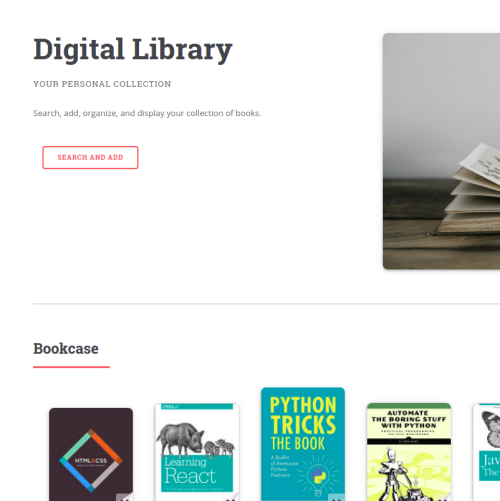 Digital Library
YOUR PERSONAL COLLECTION
Search, add, organize, and display your collection of books.
SEARCH AND ADD
Bookcase
HTML&CSS
O'REILLY
Learning
React
PYTHON
TRICKS
THE BOOK
A Buffet
of Awesome
Python
Features
AUTOMATE
THE BORING STUFF
WITH PYTHON
PRACTICAL PROGRAMMING
FOR TOTAL BEGINNERS
Jav
The